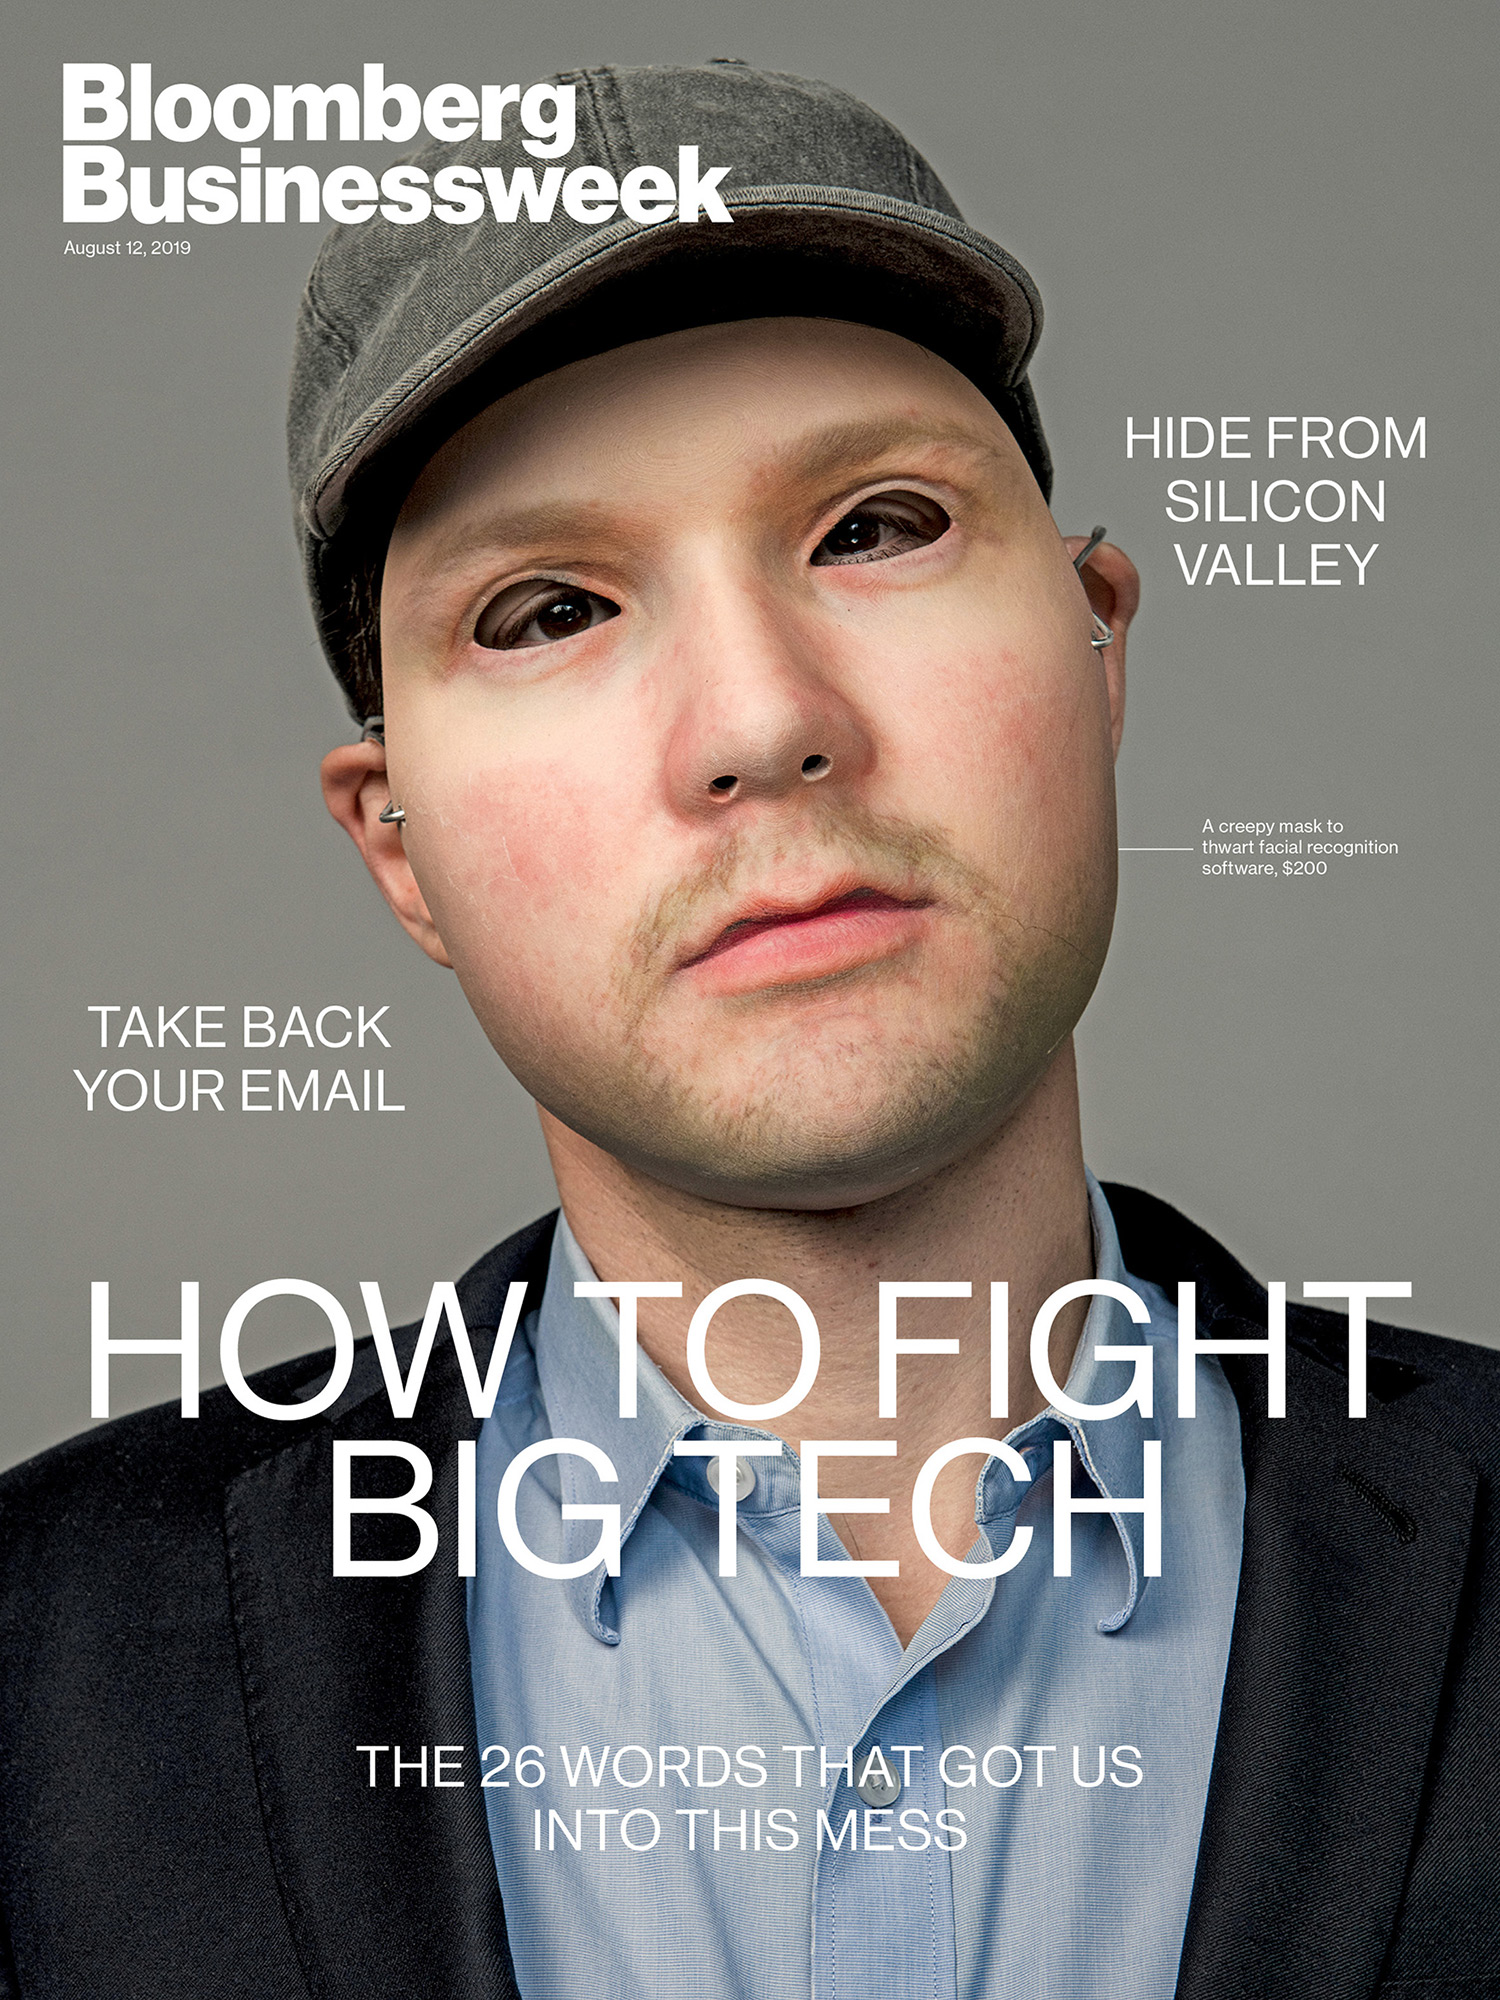 Bloomberg
Businessweek
August 12, 2019
HIDE FROM
SILICON
VALLEY
A creepy mask to
thwart facial recognition
software, $200
TAKE BACK
YOUR EMAIL
HOW TO FIGHT
BIG TECH
THE 26 WORDS THAT GOT US
INTO THIS MESS